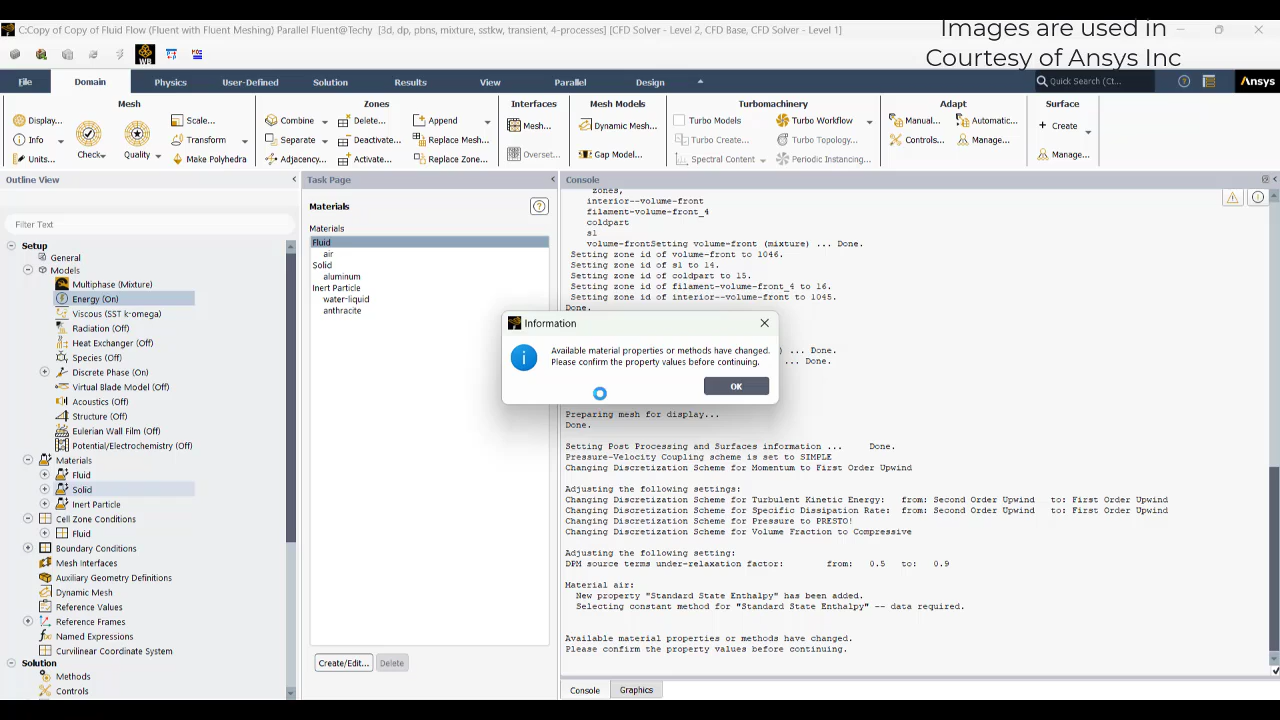 C:Copy of Copy of Fluid Flow (Fluent with Fluent Meshing) Parallel Fluent@Techy [3d, dp, pbns, mixture, sstkw, transient, 4-processes] [CFD Solver - Level 2, CFD Base, CFD Solver - Level 1]
Images are used in
Courtesy of Ansys Inc
WB
File Domain Physics User-Defined Solution Results View Parallel Design
Quick Search (Ct...
Ansys
Mesh Zones Interfaces Mesh Models Turbomachinery Adapt Surface
Display... Scale... Combine Delete... Append Mesh... Dynamic Mesh... Turbo Models Turbo Workflow Manual... Automatic... Create
Info Transform Separate Deactivate... Replace Mesh... Turbo Create... Turbo Topology... Controls... Manage...
Units... Check Quality Make Polyhedra Adjacency... Activate... Replace Zone... Overset... Gap Model... Spectral Content Periodic Instancing... Manage...
Outline View
Filter Text
Setup
General
Models
Multiphase (Mixture)
Energy (On)
Viscous (SST k-omega)
Radiation (Off)
Heat Exchanger (Off)
Species (Off)
Discrete Phase (On)
Virtual Blade Model (Off)
Acoustics (Off)
Structure (Off)
Eulerian Wall Film (Off)
Potential/Electrochemistry (Off)
Materials
Fluid
Solid
Inert Particle
Cell Zone Conditions
Fluid
Boundary Conditions
Mesh Interfaces
Auxiliary Geometry Definitions
Dynamic Mesh
Reference Values
Reference Frames
Named Expressions
Curvilinear Coordinate System
Solution
Methods
Controls
Task Page
Materials
Materials
Fluid
air
Solid
aluminum
Inert Particle
water-liquid
anthracite
Create/Edit... Delete
Information
Available material properties or methods have changed.
Please confirm the property values before continuing.
OK
Console
zones,
interior--volume-front
filament-volume-front_4
coldpart
sl
volume-frontSetting volume-front (mixture) ... Done.
Setting zone id of volume-front to 1046.
Setting zone id of sl to 14.
Setting zone id of coldpart to 15.
Setting zone id of filament-volume-front_4 to 16.
Setting zone id of interior--volume-front to 1045.
Done.
) ... Done.
... Done.
Preparing mesh for display...
Done.
Setting Post Processing and Surfaces information ... Done.
Pressure-Velocity Coupling scheme is set to SIMPLE
Changing Discretization Scheme for Momentum to First Order Upwind
Adjusting the following settings:
Changing Discretization Scheme for Turbulent Kinetic Energy: from: Second Order Upwind to: First Order Upwind
Changing Discretization Scheme for Specific Dissipation Rate: from: Second Order Upwind to: First Order Upwind
Changing Discretization Scheme for Pressure to PRESTO!
Changing Discretization Scheme for Volume Fraction to Compressive
Adjusting the following setting:
DPM source terms under-relaxation factor: from: 0.5 to: 0.9
Material air:
New property "Standard State Enthalpy" has been added.
Selecting constant method for "Standard State Enthalpy" -- data required.
Available material properties or methods have changed.
Please confirm the property values before continuing.
Console Graphics